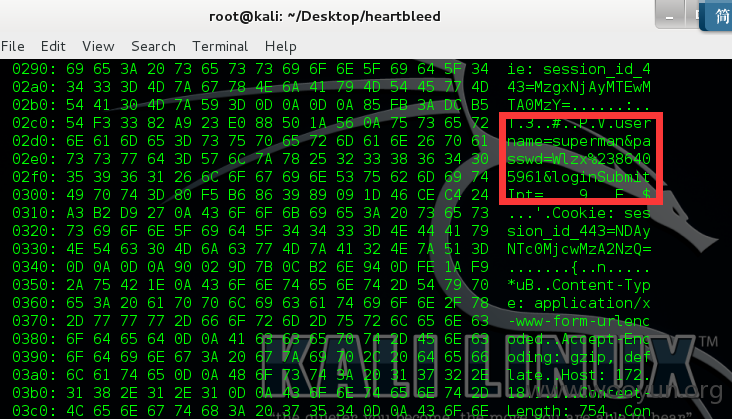 root@kali: ~/Desktop/heartbleed
简
File Edit View Search Terminal Help
0290: 69 65 3A 20 73 65 73 73 69 6F 6E 5F 69 64 5F 34 ie: session_id_4
02a0: 34 33 3D 4D 7A 67 78 4E 6A 41 79 4D 54 45 77 4D 43=MzgxNjAyMTEwM
02b0: 54 41 30 4D 7A 59 3D 0D 0A 0D 0A 85 FB 3A DC B5 TA0MzY=......:..
02c0: 54 F3 33 82 A9 23 E0 88 50 1A 56 0A 75 73 65 72 T.3..#..P.V.user
02d0: 6E 61 6D 65 3D 73 75 70 65 72 6D 61 6E 26 70 61 name=superman&pa
02e0: 73 73 77 64 3D 57 6C 7A 78 25 32 33 38 36 34 30 sswd=Wlzx%238640
02f0: 35 39 36 31 26 6C 6F 67 69 6E 53 75 62 6D 69 74 5961&loginSubmit
0300: 49 70 74 3D 80 F5 B6 86 39 89 09 1D 46 CE C4 24 Ipt=....9...F..$
0310: A3 B2 D9 27 0A 43 6F 6F 6B 69 65 3A 20 73 65 73 ...'.Cookie: ses
0320: 73 69 6F 6E 5F 69 64 5F 34 34 33 3D 4E 44 41 79 sion_id_443=NDAy
0330: 4E 54 63 30 4D 6A 63 77 4D 7A 41 32 4E 7A 51 3D NTc0MjcwMzA2NzQ=
0340: 0D 0A 0D 0A 90 02 9D 7B 0C B2 6E 94 0D FE 1A F9 .......{..n.....
0350: 2A 75 42 1E 0A 43 6F 6E 74 65 6E 74 2D 54 79 70 *uB..Content-Typ
0360: 65 3A 20 61 70 70 6C 69 63 61 74 69 6F 6E 2F 78 e: application/x
0370: 2D 77 77 77 2D 66 6F 72 6D 2D 75 72 6C 65 6E 63 -www-form-urlenc
0380: 6F 64 65 64 0D 0A 41 63 63 65 70 74 2D 45 6E 63 oded..Accept-Enc
0390: 6F 64 69 6E 67 3A 20 67 7A 69 70 2C 20 64 65 66 oding: gzip, def
03a0: 6C 61 74 65 0D 0A 48 6F 73 74 3A 20 31 37 32 2E late..Host: 172.
03b0: 31 38 2E 31 2E 31 0D 0A 43 6F 6E 74 65 6E 74 2D 18.1.1..Content-
03c0: 4C 65 6E 67 74 68 3A 20 37 35 34 0D 0A 43 6F 6E Length: 754..Con
KALI LINUX™